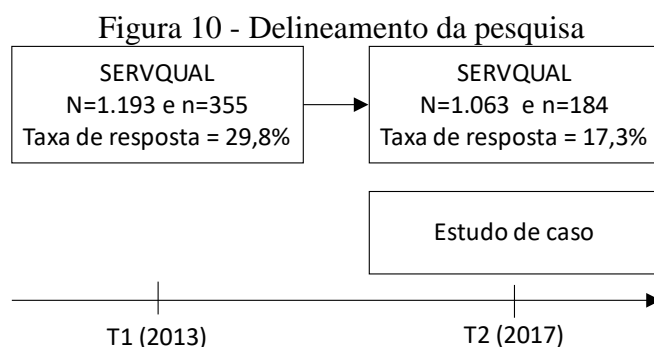 Figura 10 - Delineamento da pesquisa
SERVQUAL
N=1.193 e n=355
Taxa de resposta = 29,8%
SERVQUAL
N=1.063 e n=184
Taxa de resposta = 17,3%
Estudo de caso
T1 (2013)
T2 (2017)